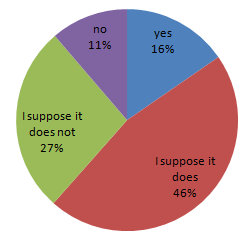 no
11%
yes
16%
I suppose it
does not
27%
I suppose it
does
46%